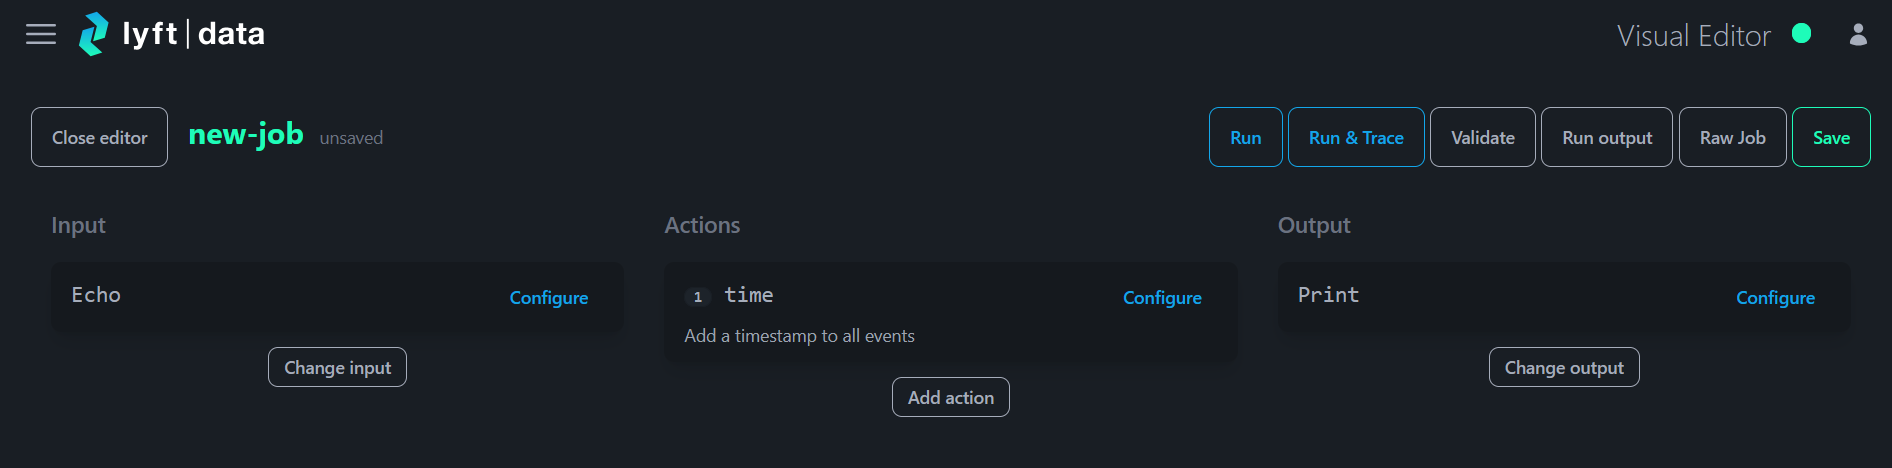 lyft|data
Visual Editor
Close editor
new-job unsaved
Run
Run & Trace
Validate
Run output
Raw Job
Save
Input
Echo
Configure
Change input
Actions
1 time
Configure
Add a timestamp to all events
Add action
Output
Print
Configure
Change output